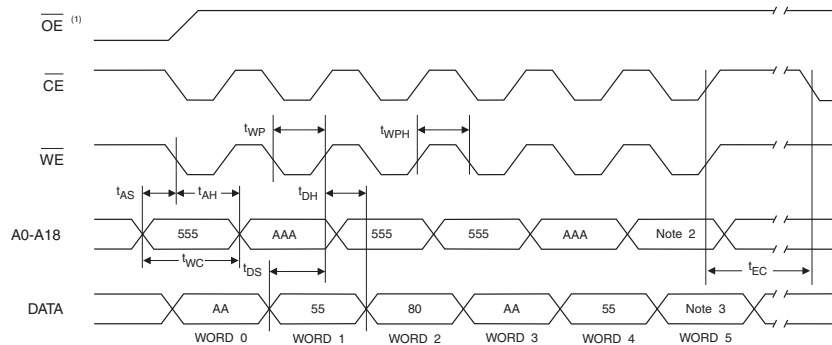 OE (1)
CE
tWP
tWPH
WE
tAS
tAH
tDH
A0-A18
555
AAA
555
555
AAA
Note 2
tWC
tDS
tEC
DATA
AA
55
80
AA
55
Note 3
WORD 0
WORD 1
WORD 2
WORD 3
WORD 4
WORD 5